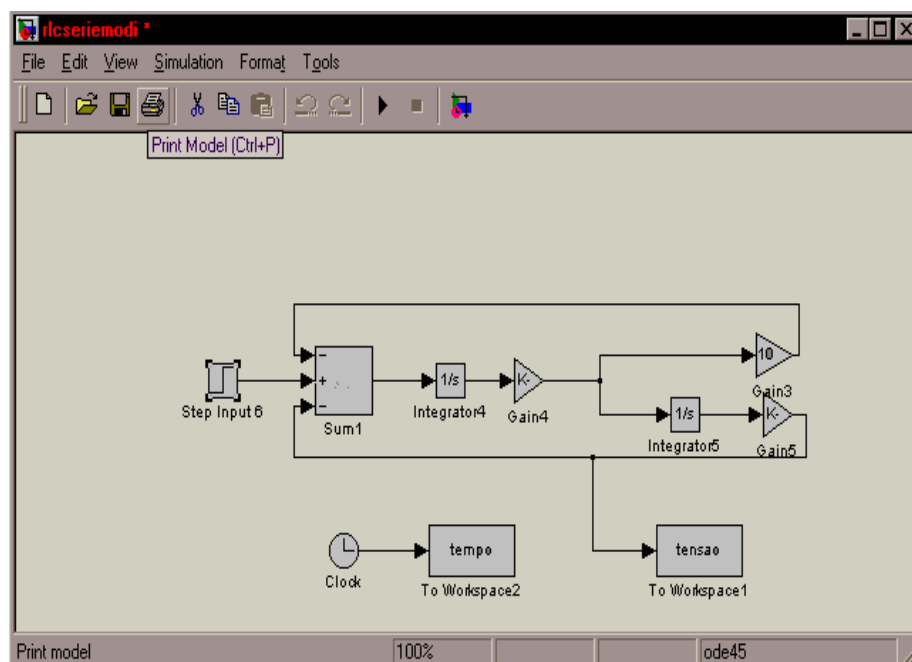 rlcseriemodi *
File Edit View Simulation Format Tools
Print Model (Ctrl+P)
Step Input 6
−
+
−
Sum1
1/s
Integrator4
K-
Gain4
10
Gain3
1/s
Integrator5
K-
Gain5
Clock
tempo
To Workspace2
tensao
To Workspace1
Print model 100% ode45